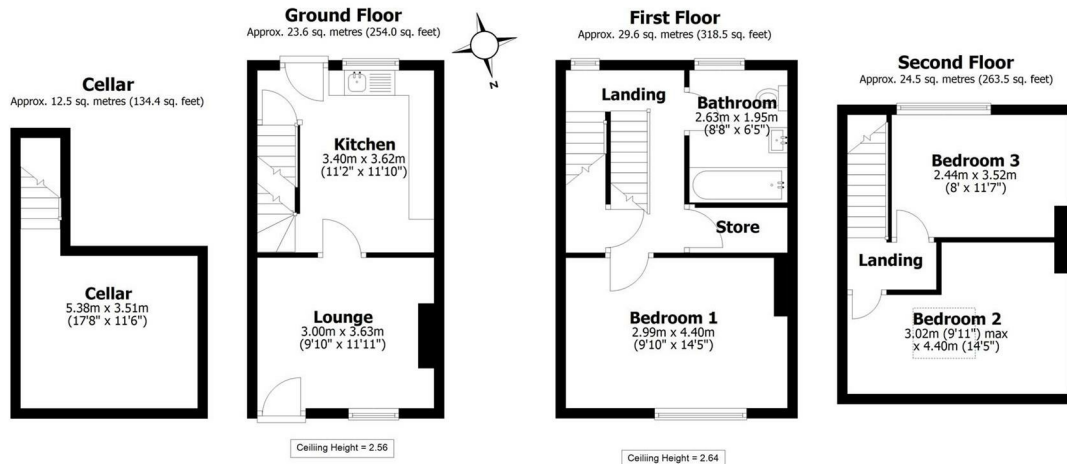 Cellar
Approx. 12.5 sq. metres (134.4 sq. feet)
Cellar
5.38m x 3.51m
(17'8" x 11'6")
Ground Floor
Approx. 23.6 sq. metres (254.0 sq. feet)
Kitchen
3.40m x 3.62m
(11'2" x 11'10")
Lounge
3.00m x 3.63m
(9'10" x 11'11")
Ceiliing Height = 2.56
N
First Floor
Approx. 29.6 sq. metres (318.5 sq. feet)
Landing
Bathroom
2.63m x 1.95m
(8'8" x 6'5")
Store
Bedroom 1
2.99m x 4.40m
(9'10" x 14'5")
Ceiliing Height = 2.64
Second Floor
Approx. 24.5 sq. metres (263.5 sq. feet)
Bedroom 3
2.44m x 3.52m
(8' x 11'7")
Landing
Bedroom 2
3.02m (9'11") max
x 4.40m (14'5")